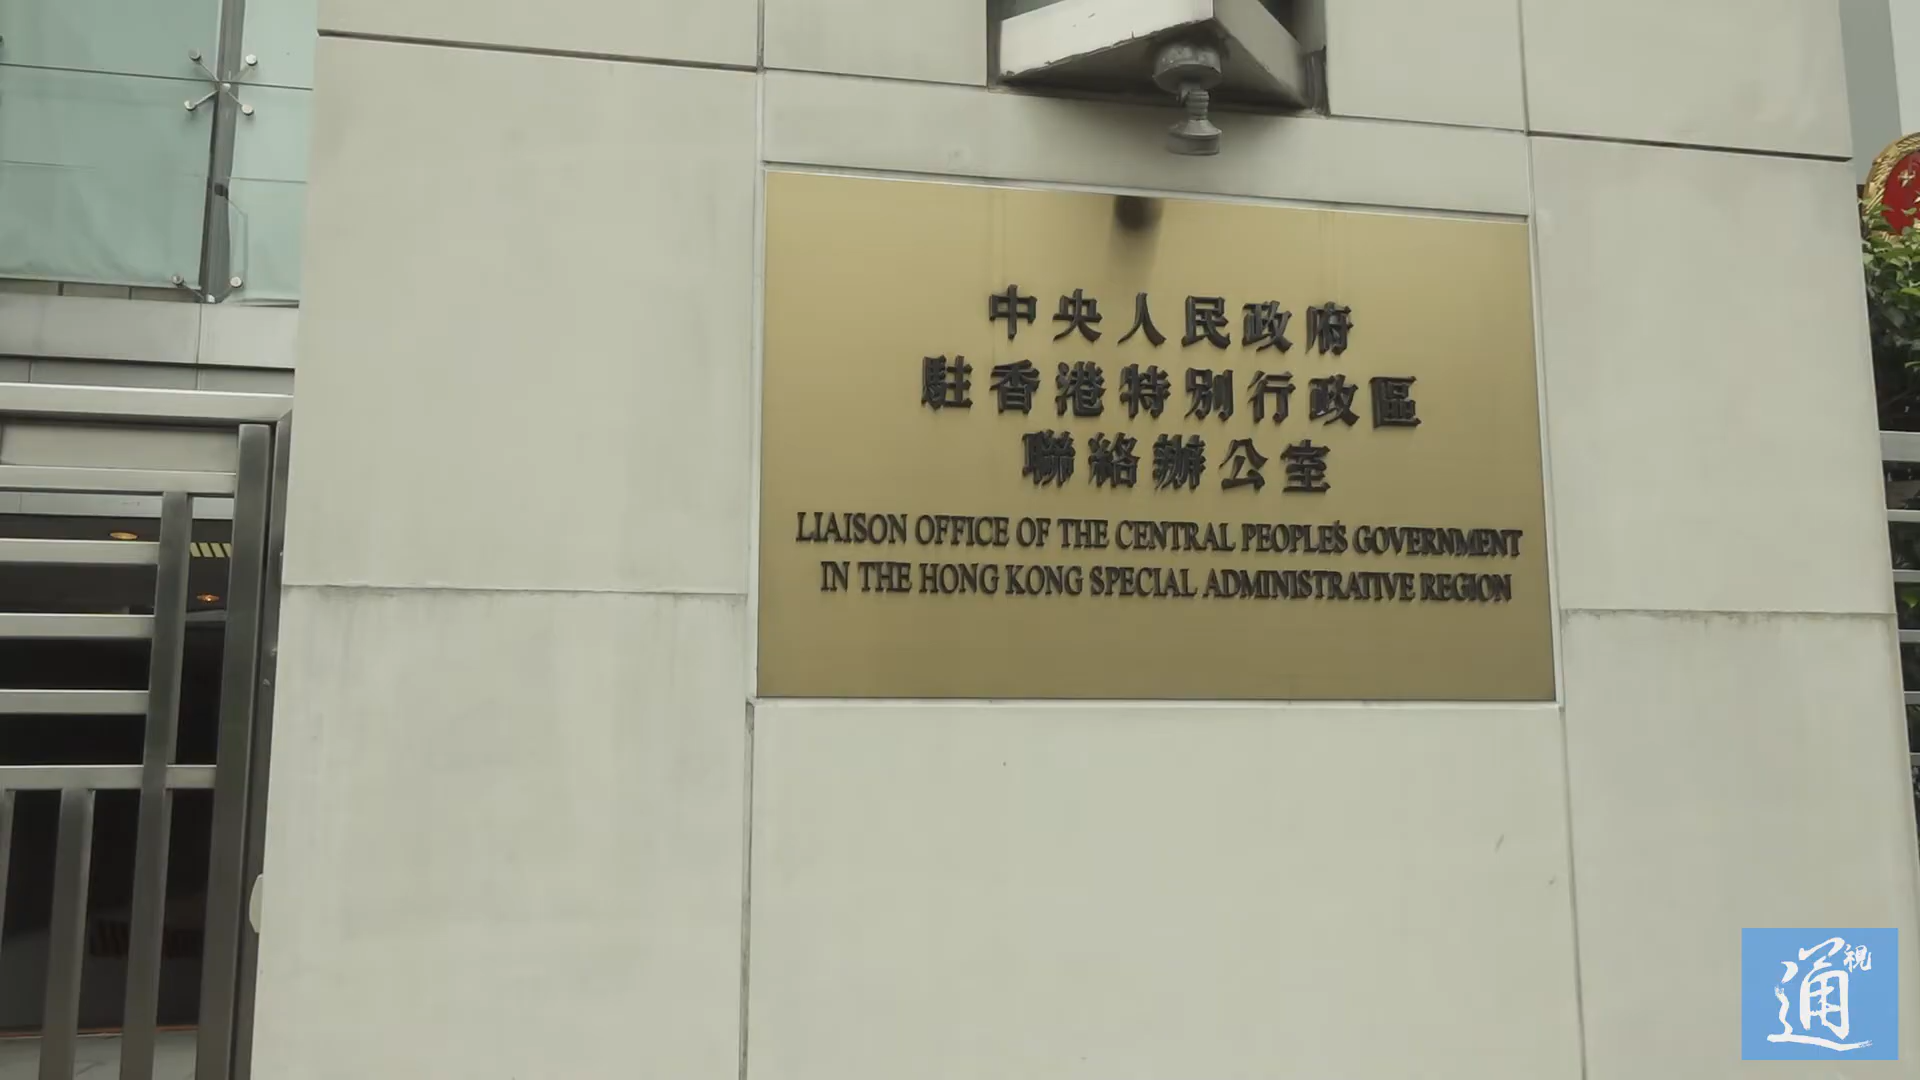 中央人民政府
駐香港特別行政區
聯絡辦公室
LIAISON OFFICE OF THE CENTRAL PEOPLE'S GOVERNMENT
IN THE HONG KONG SPECIAL ADMINISTRATIVE REGION
通視